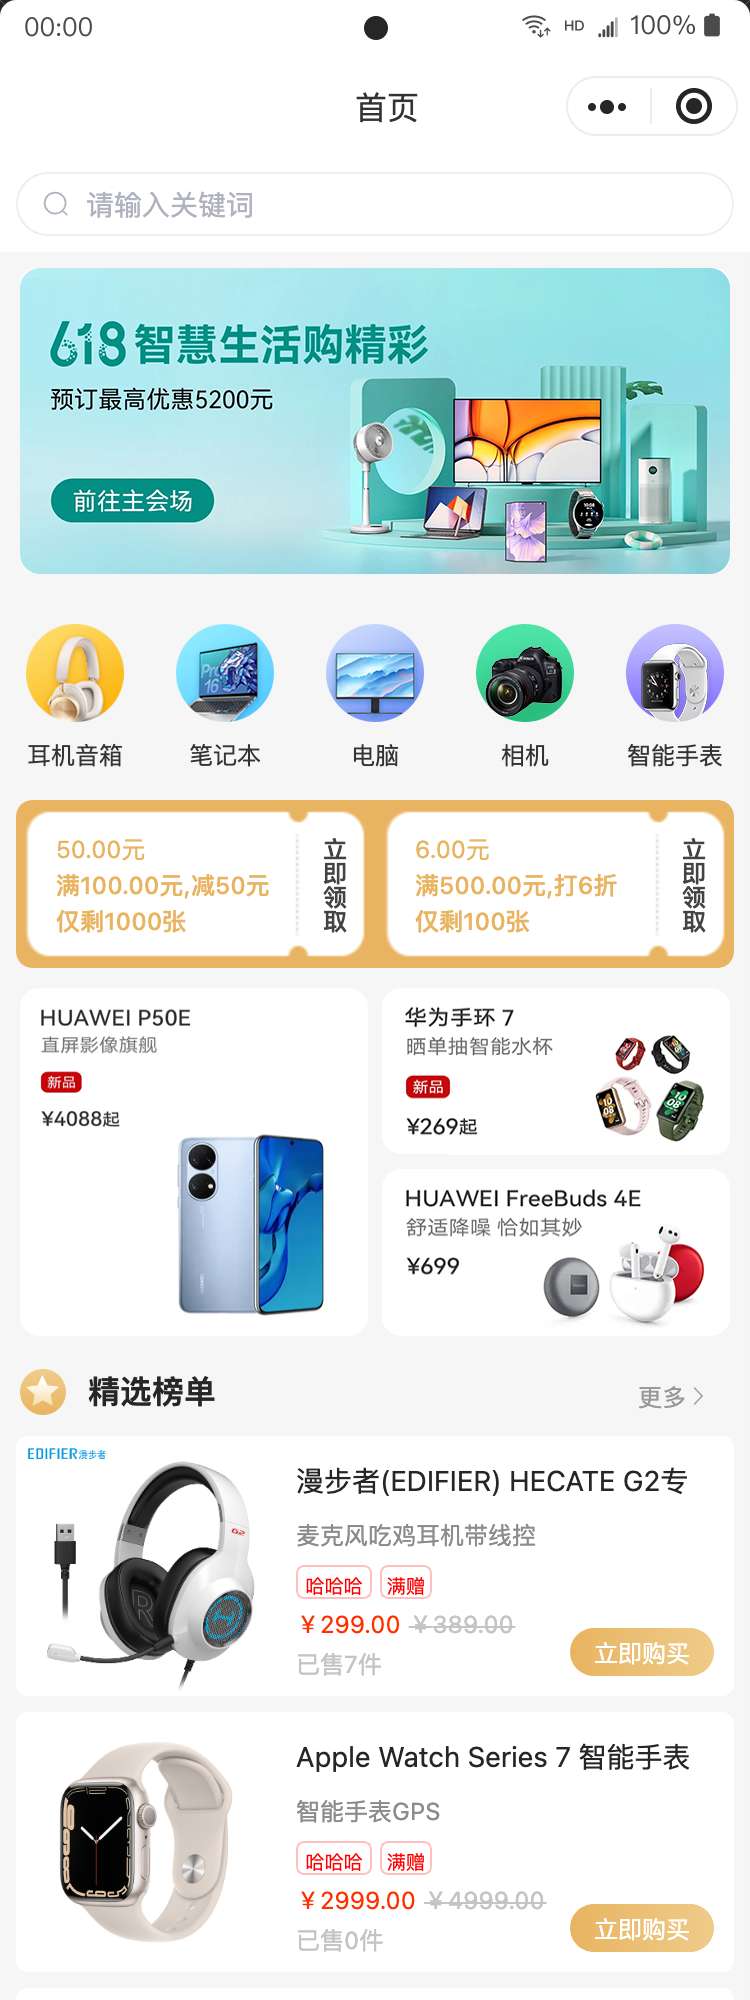 00:00
HD
100%
首页
请输入关键词
618智慧生活购精彩
预订最高优惠5200元
前往主会场
耳机音箱
笔记本
电脑
相机
智能手表
50.00元
满100.00元,减50元
仅剩1000张
立即领取
6.00元
满500.00元,打6折
仅剩100张
立即领取
HUAWEI P50E
直屏影像旗舰
新品
¥4088起
华为手环 7
晒单抽智能水杯
新品
¥269起
HUAWEI FreeBuds 4E
舒适降噪 恰如其妙
¥699
精选榜单
更多
EDIFIER漫步者
G2
R
漫步者(EDIFIER) HECATE G2专
麦克风吃鸡耳机带线控
哈哈哈 满赠
¥299.00 ¥389.00
已售7件
立即购买
Apple Watch Series 7 智能手表
智能手表GPS
哈哈哈 满赠
¥2999.00 ¥4999.00
已售0件
立即购买